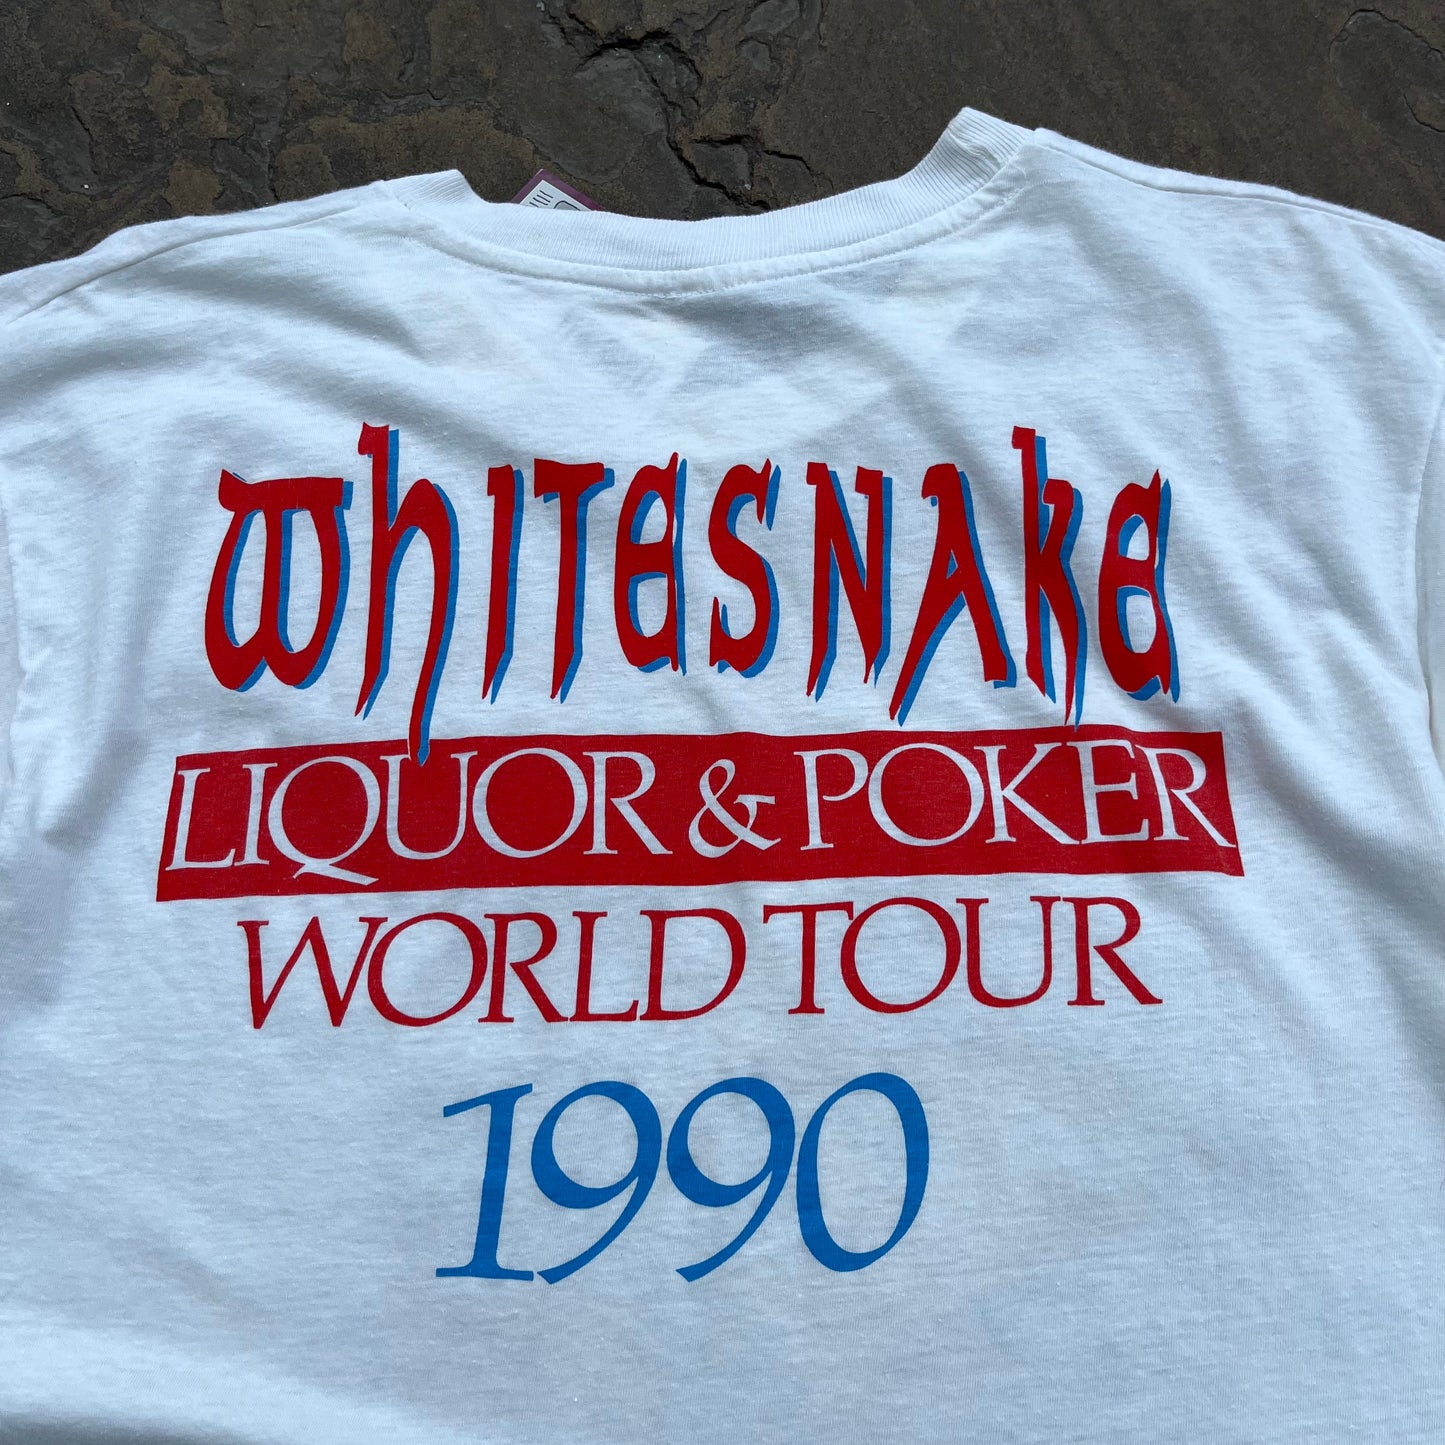 WHITESNAKE
LIQUOR & POKER
WORLD TOUR
1990